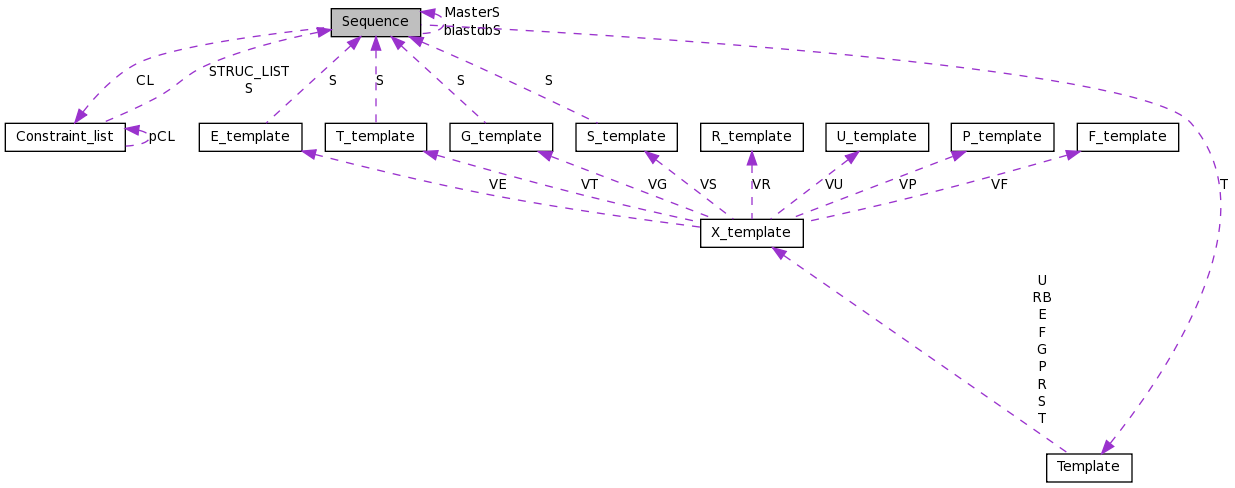 Sequence
MasterS
blastdbS
CL
STRUC_LIST
S
S
S
S
S
Constraint_list
pCL
E_template
T_template
G_template
S_template
R_template
U_template
P_template
F_template
VE
VT
VG
VS
VR
VU
VP
VF
T
X_template
U
RB
E
F
G
P
R
S
T
Template